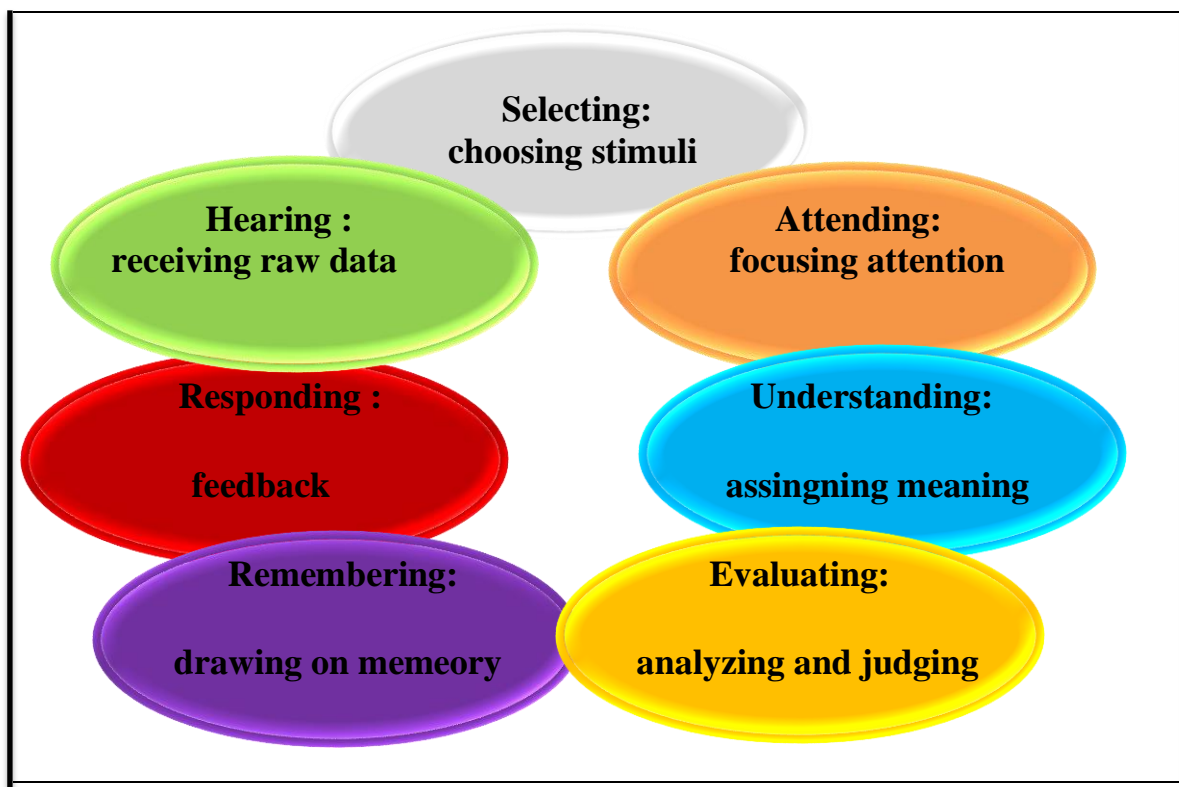 Selecting:
choosing stimuli
Hearing :
receiving raw data
Attending:
focusing attention
Responding :
feedback
Understanding:
assingning meaning
Remembering:
drawing on memeory
Evaluating:
analyzing and judging